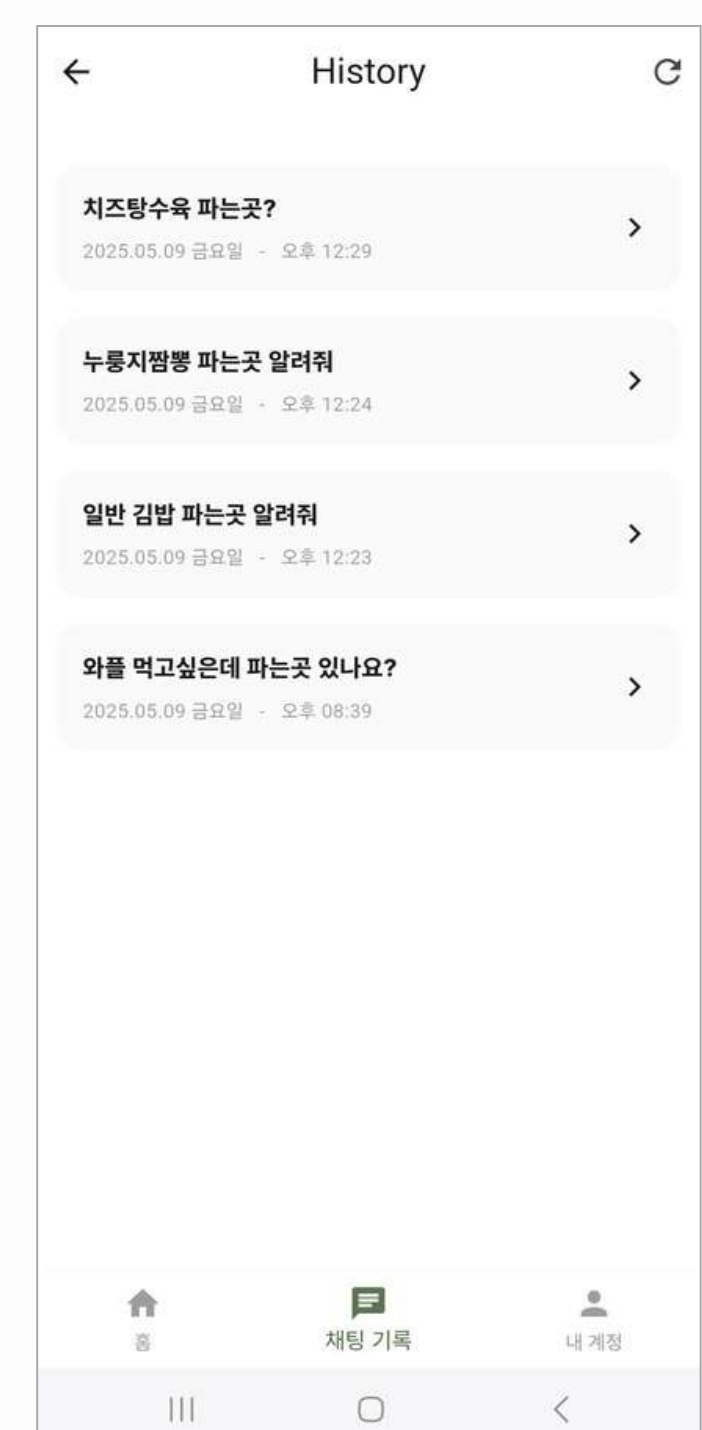 History
치즈탕수육 파는곳?
2025.05.09 금요일 - 오후 12:29
누룽지짬뽕 파는곳 알려줘
2025.05.09 금요일 - 오후 12:24
일반 김밥 파는곳 알려줘
2025.05.09 금요일 - 오후 12:23
와플 먹고싶은데 파는곳 있나요?
2025.05.09 금요일 - 오후 08:39
홈 채팅 기록 내 계정